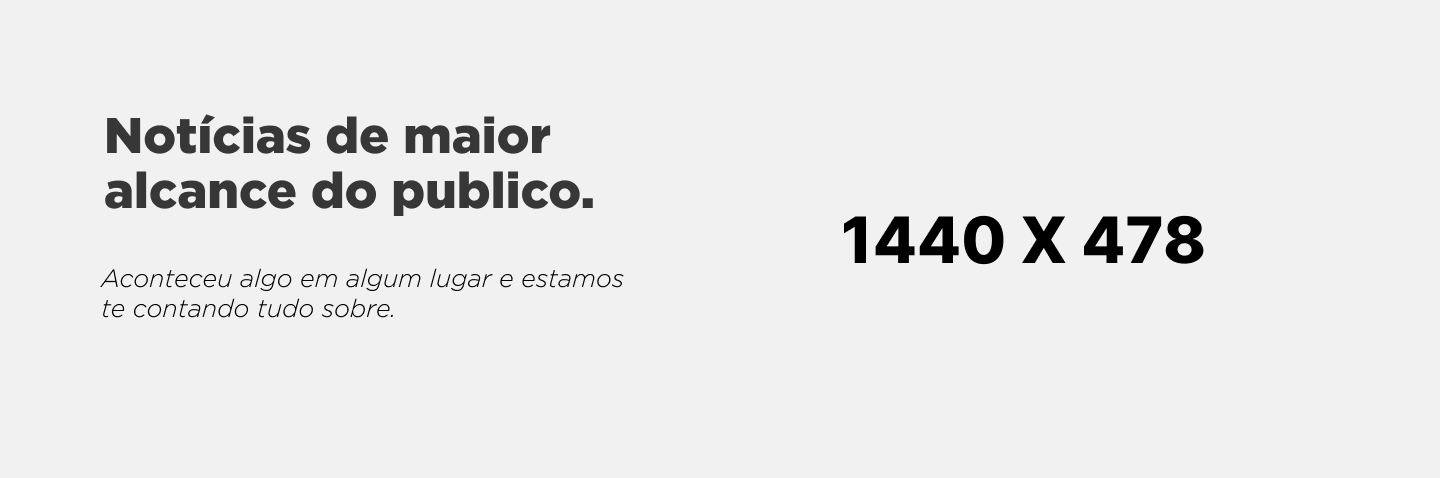 Notícias de maior
alcance do publico.
Aconteceu algo em algum lugar e estamos
te contando tudo sobre.
1440 X 478